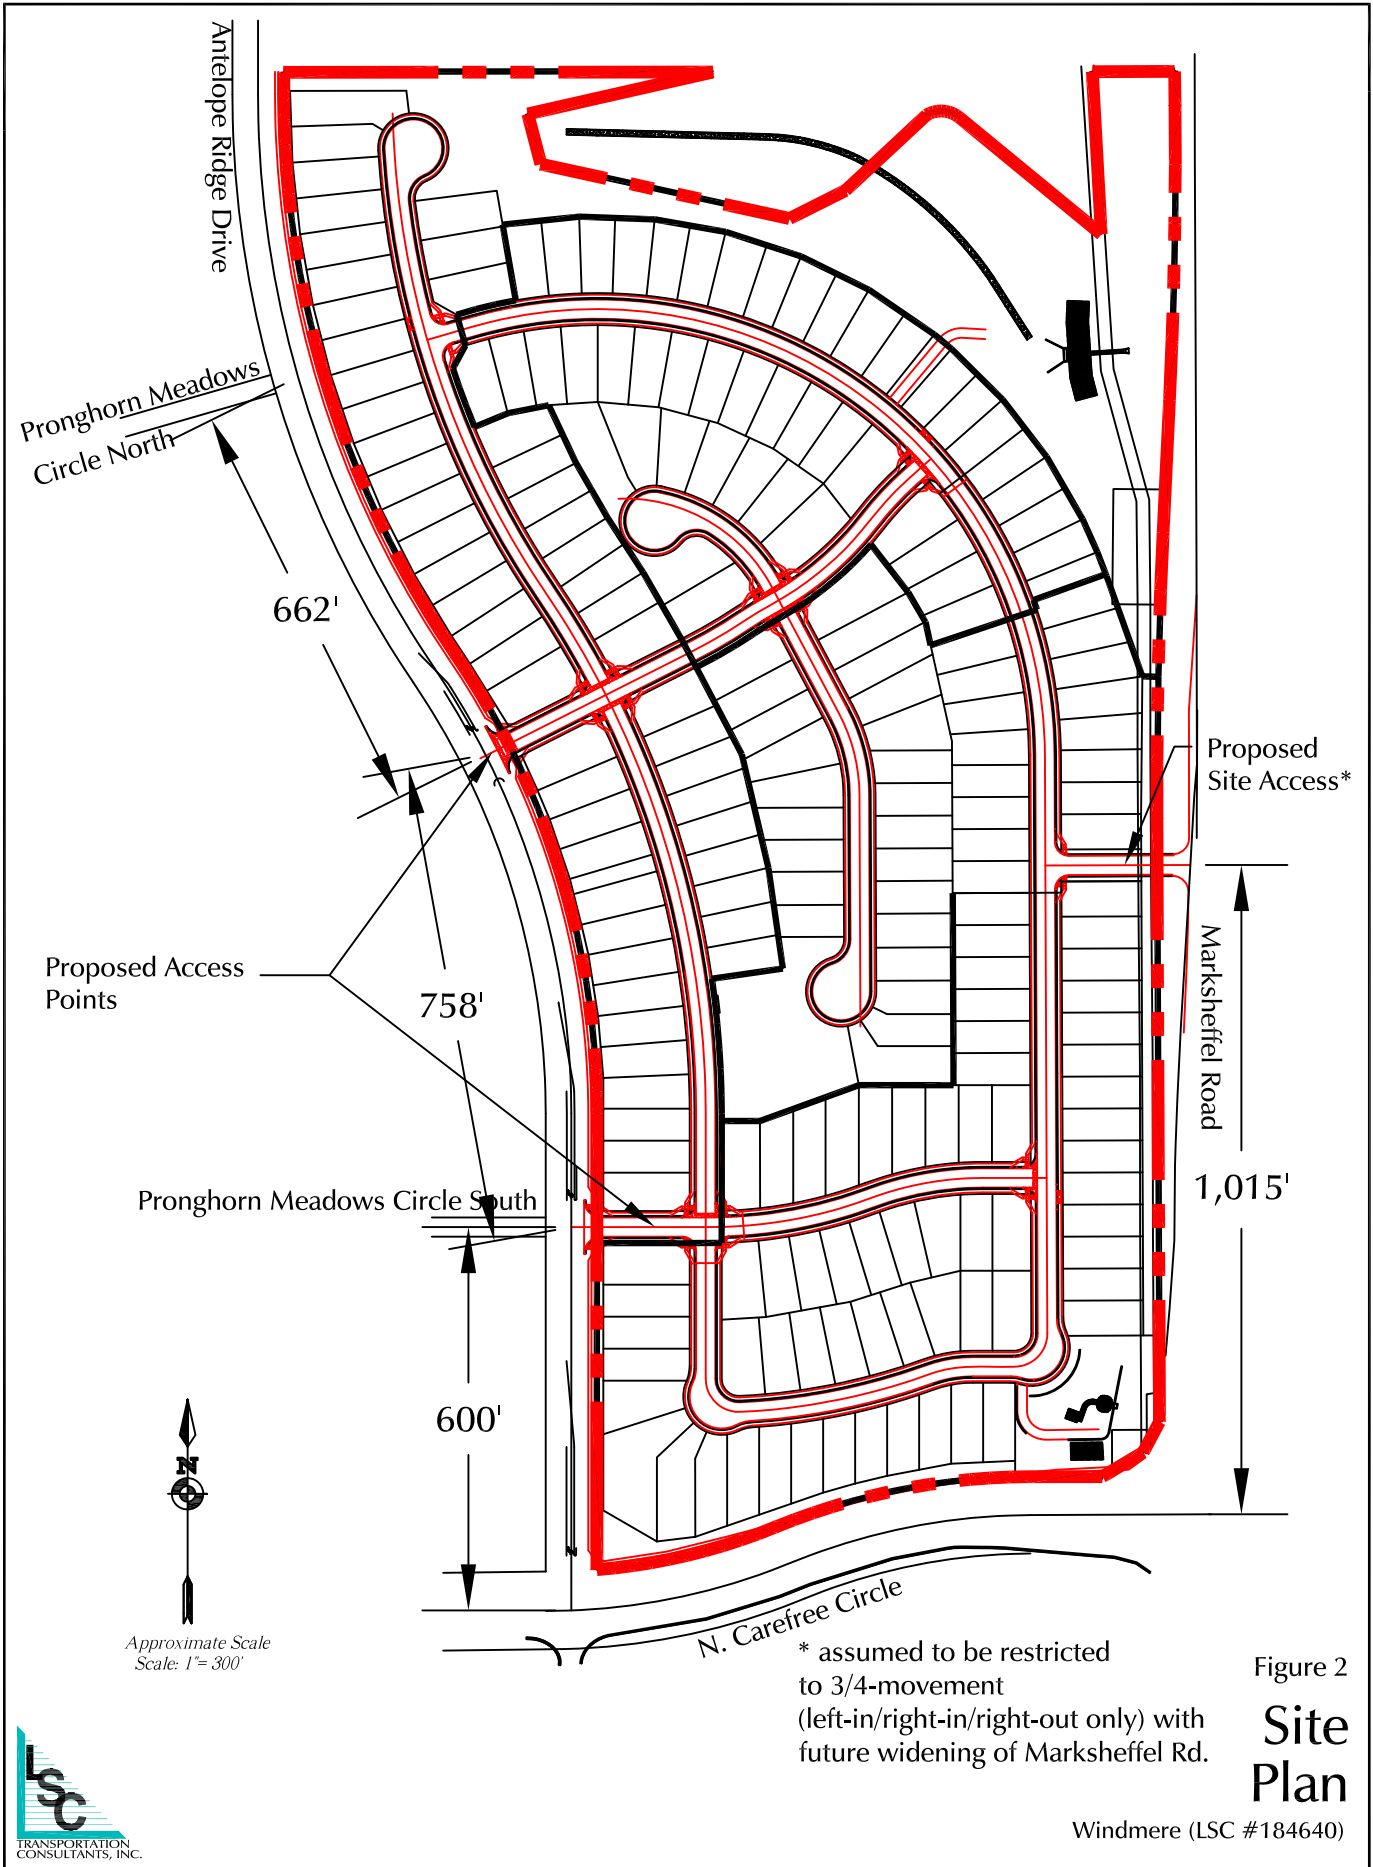 Antelope Ridge Drive
Pronghorn Meadows
Circle North
662'
Proposed
Site Access*
Proposed Access
Points
758'
Marksheffel Road
Pronghorn Meadows Circle South
1,015'
600'
N
Approximate Scale
Scale: 1"= 300'
N. Carefree Circle
* assumed to be restricted
to 3/4-movement
(left-in/right-in/right-out only) with
future widening of Marksheffel Rd.
Figure 2
Site
Plan
Windmere (LSC #184640)
LSC
TRANSPORTATION
CONSULTANTS, INC.